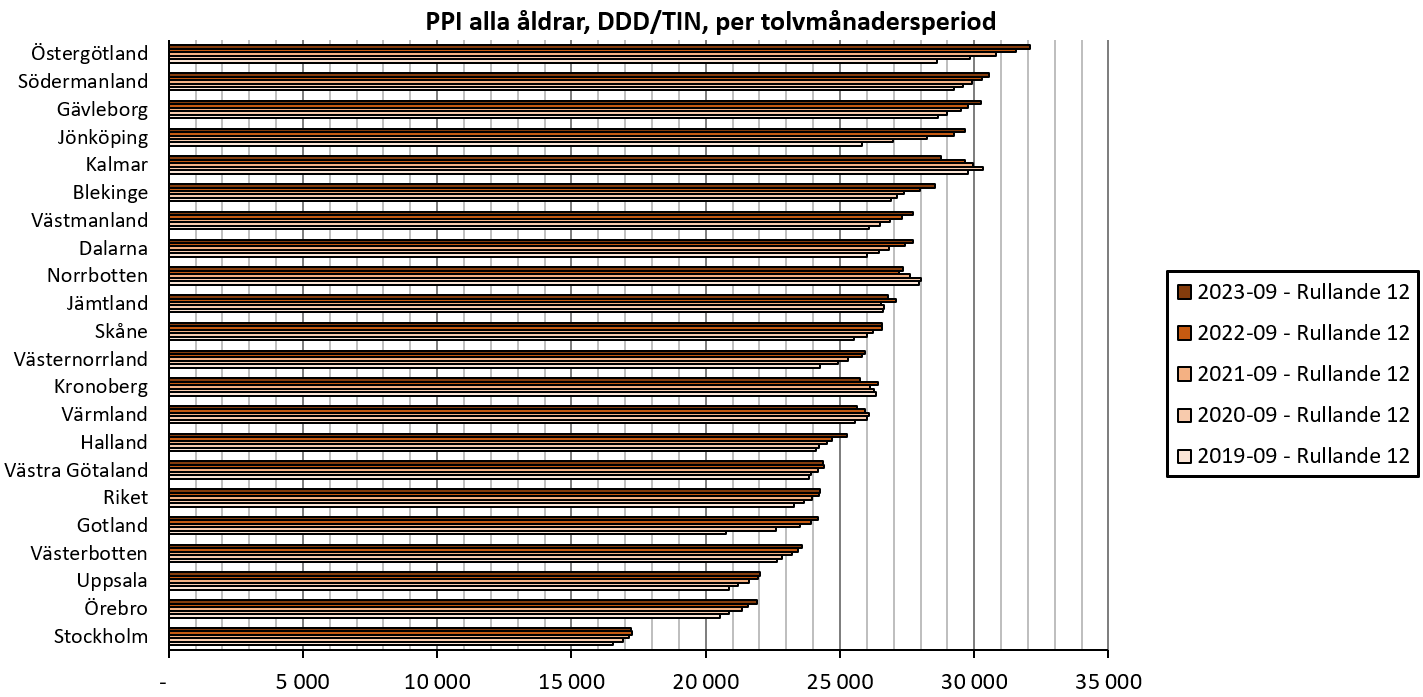 PPI alla åldrar, DDD/TIN, per tolvmånadersperiod
Östergötland
Södermanland
Gävleborg
Jönköping
Kalmar
Blekinge
Västmanland
Dalarna
Norrbotten
Jämtland
Skåne
Västernorrland
Kronoberg
Värmland
Halland
Västra Götaland
Riket
Gotland
Västerbotten
Uppsala
Örebro
Stockholm
- 5 000 10 000 15 000 20 000 25 000 30 000 35 000
2023-09 - Rullande 12
2022-09 - Rullande 12
2021-09 - Rullande 12
2020-09 - Rullande 12
2019-09 - Rullande 12